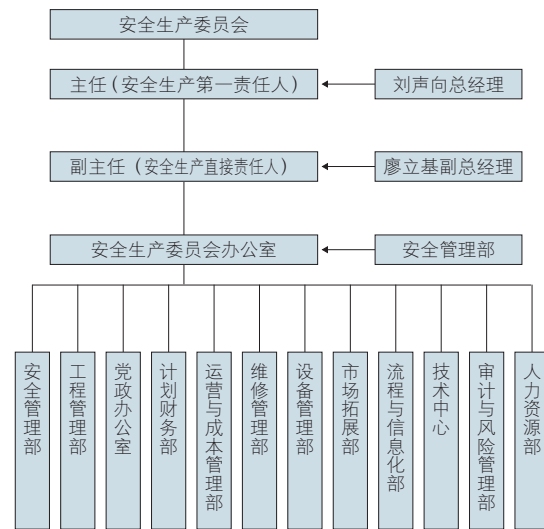 安全生产委员会
主任(安全生产第一责任人)
刘声向总经理
副主任(安全生产直接责任人)
廖立基副总经理
安全生产委员会办公室
安全管理部
安全管理部
工程管理部
党政办公室
计划财务部
运营与成本管理部
维修管理部
设备管理部
市场拓展部
流程与信息化部
技术中心
审计与风险管理部
人力资源部